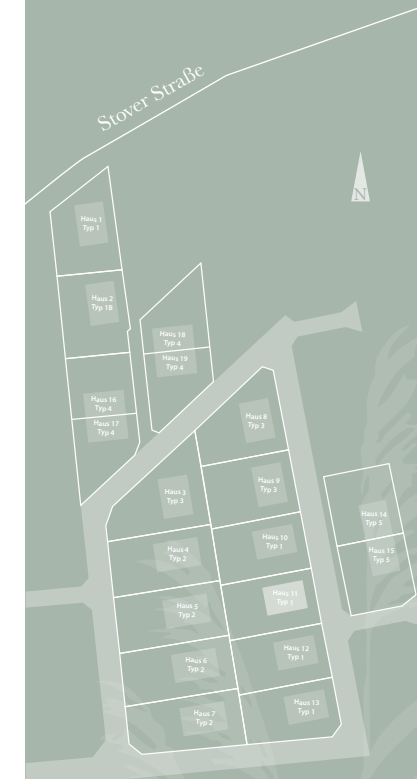 Stover Straße
N
Haus 1
Typ 1
Haus 2
Typ 1B
Haus 18
Typ 4
Haus 19
Typ 4
Haus 16
Typ 4
Haus 17
Typ 4
Haus 8
Typ 3
Haus 9
Typ 3
Haus 3
Typ 3
Haus 14
Typ 5
Haus 10
Typ 1
Haus 4
Typ 2
Haus 15
Typ 5
Haus 11
Typ 1
Haus 5
Typ 2
Haus 12
Typ 1
Haus 6
Typ 2
Haus 13
Typ 1
Haus 7
Typ 2